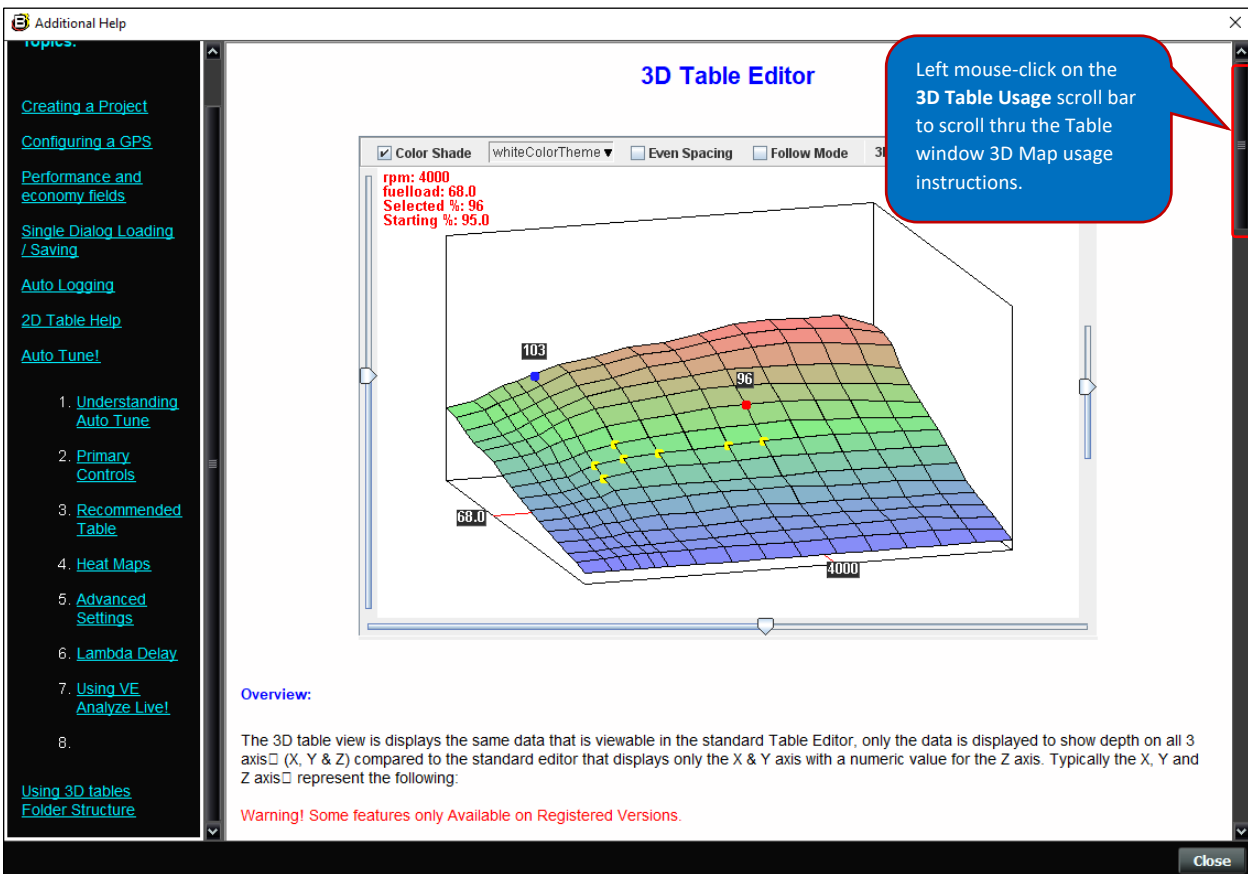 Additional Help
Topics:
Creating a Project
Configuring a GPS
Performance and
economy fields
Single Dialog Loading
/ Saving
Auto Logging
2D Table Help
Auto Tune!
1. Understanding
Auto Tune
2. Primary
Controls
3. Recommended
Table
4. Heat Maps
5. Advanced
Settings
6. Lambda Delay
7. Using VE
Analyze Live!
8.
Using 3D tables
Folder Structure
3D Table Editor
Left mouse-click on the
3D Table Usage scroll bar
to scroll thru the Table
window 3D Map usage
instructions.
Color Shade whiteColorTheme Even Spacing Follow Mode
rpm: 4000
fuelload: 68.0
Selected %: 96
Starting %: 95.0
103
96
68.0
4000
Overview:
The 3D table view is displays the same data that is viewable in the standard Table Editor, only the data is displayed to show depth on all 3
axis□ (X, Y & Z) compared to the standard editor that displays only the X & Y axis with a numeric value for the Z axis. Typically the X, Y and
Z axis□ represent the following:
Warning! Some features only Available on Registered Versions.
Close